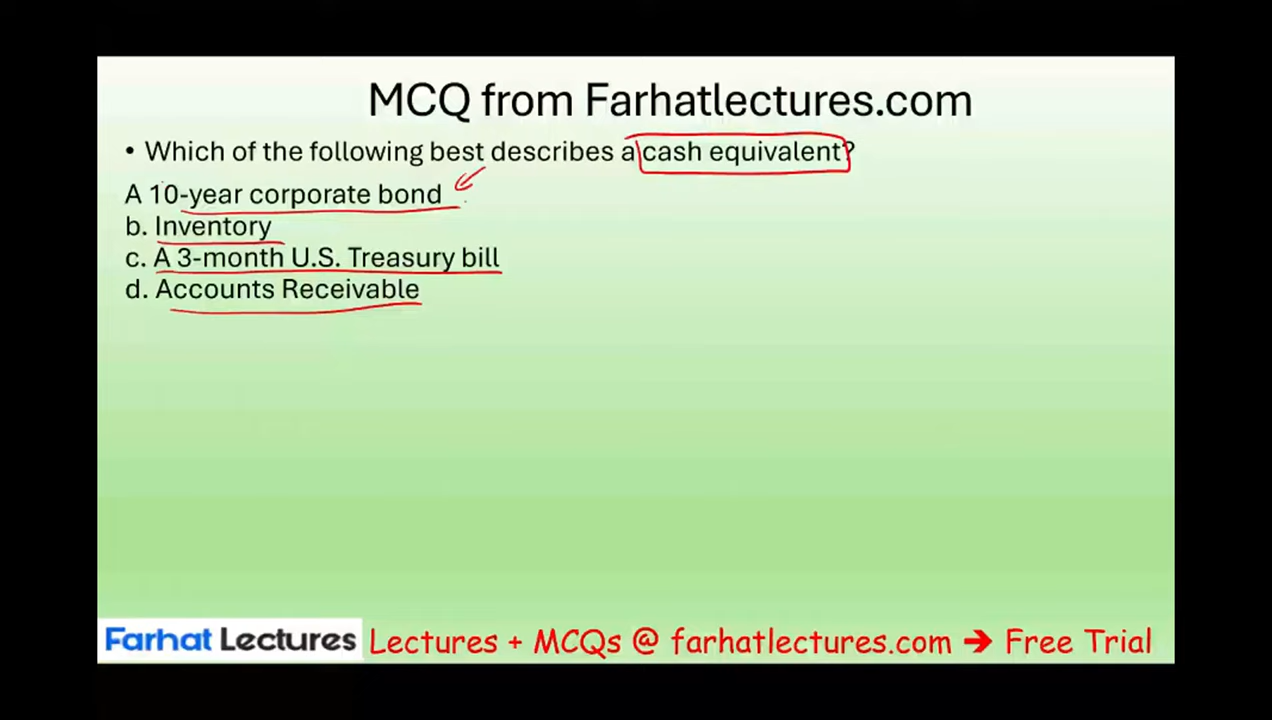 MCQ from Farhatlectures.com
• Which of the following best describes a cash equivalent?
A 10-year corporate bond
b. Inventory
c. A 3-month U.S. Treasury bill
d. Accounts Receivable
Farhat Lectures Lectures + MCQs @ farhatlectures.com ➔ Free Trial